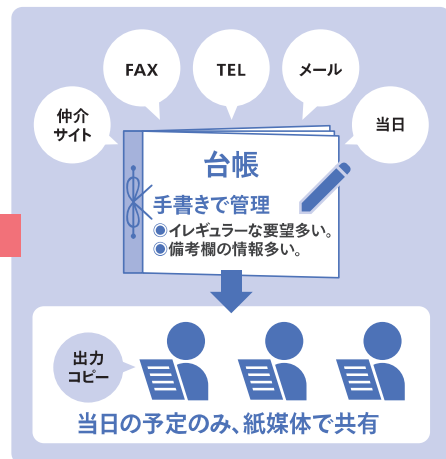 FAX
TEL
メール
仲介
サイト
当日
台帳
手書きで管理
◉イレギュラーな要望多い。
◉備考欄の情報多い。
出力
コピー
当日の予定のみ、紙媒体で共有